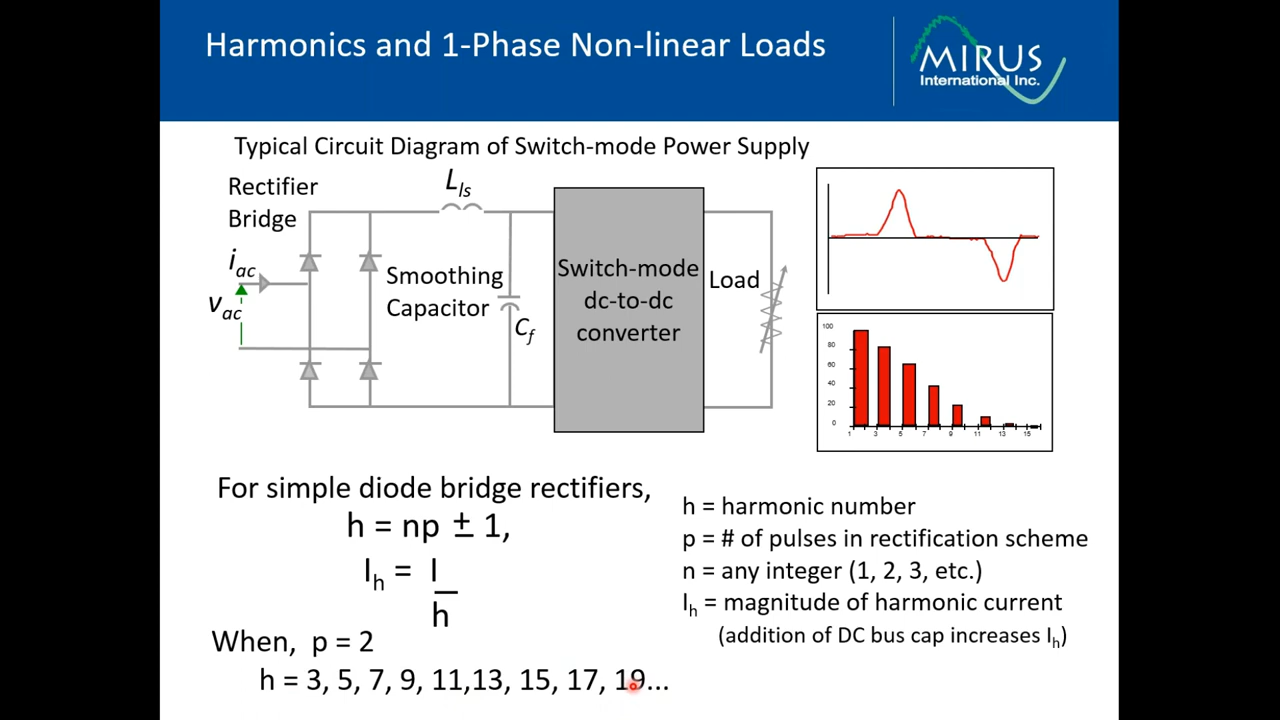 Harmonics and 1-Phase Non-linear Loads
MIRUS
International Inc.
Typical Circuit Diagram of Switch-mode Power Supply
Rectifier
Bridge
L_ls
i_ac
v_ac
Smoothing
Capacitor
C_f
Switch-mode
dc-to-dc
converter
Load
100
80
60
40
20
0
1 3 5 7 9 11 13 15
For simple diode bridge rectifiers,
h = np ± 1,
I_h = I
h
When, p = 2
h = 3, 5, 7, 9, 11,13, 15, 17, 19...
h = harmonic number
p = # of pulses in rectification scheme
n = any integer (1, 2, 3, etc.)
I_h = magnitude of harmonic current
(addition of DC bus cap increases I_h)